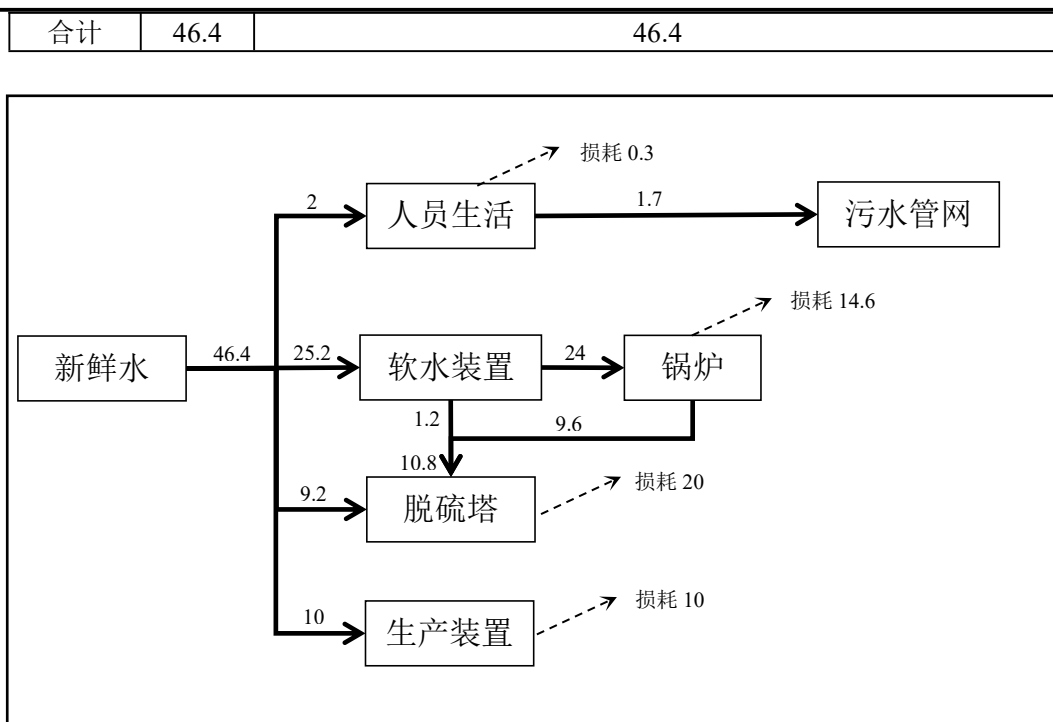 合计 46.4 46.4
损耗 0.3
2 人员生活 1.7 污水管网
损耗 14.6
新鲜水 46.4 25.2 软水装置 24 锅炉
1.2 9.6
10.8
9.2 脱硫塔 损耗 20
10 生产装置 损耗 10